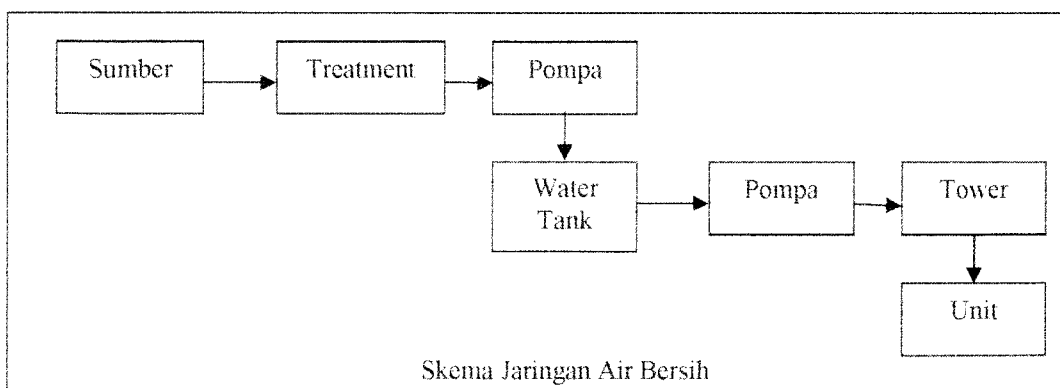 Sumber
Treatment
Pompa
Water
Tank
Pompa
Tower
Unit
Skema Jaringan Air Bersih